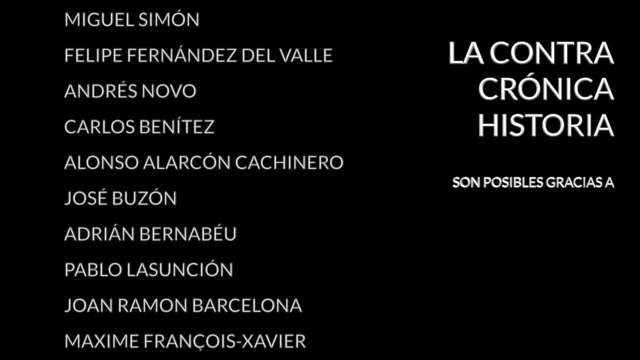 MIGUEL SIMÓN
FELIPE FERNÁNDEZ DEL VALLE
ANDRÉS NOVO
CARLOS BENÍTEZ
ALONSO ALARCÓN CACHINERO
JOSÉ BUZÓN
ADRIÁN BERNABÉU
PABLO LASUNCIÓN
JOAN RAMON BARCELONA
MAXIME FRANÇOIS-XAVIER
LA CONTRA
CRÓNICA
HISTORIA
SON POSIBLES GRACIAS A